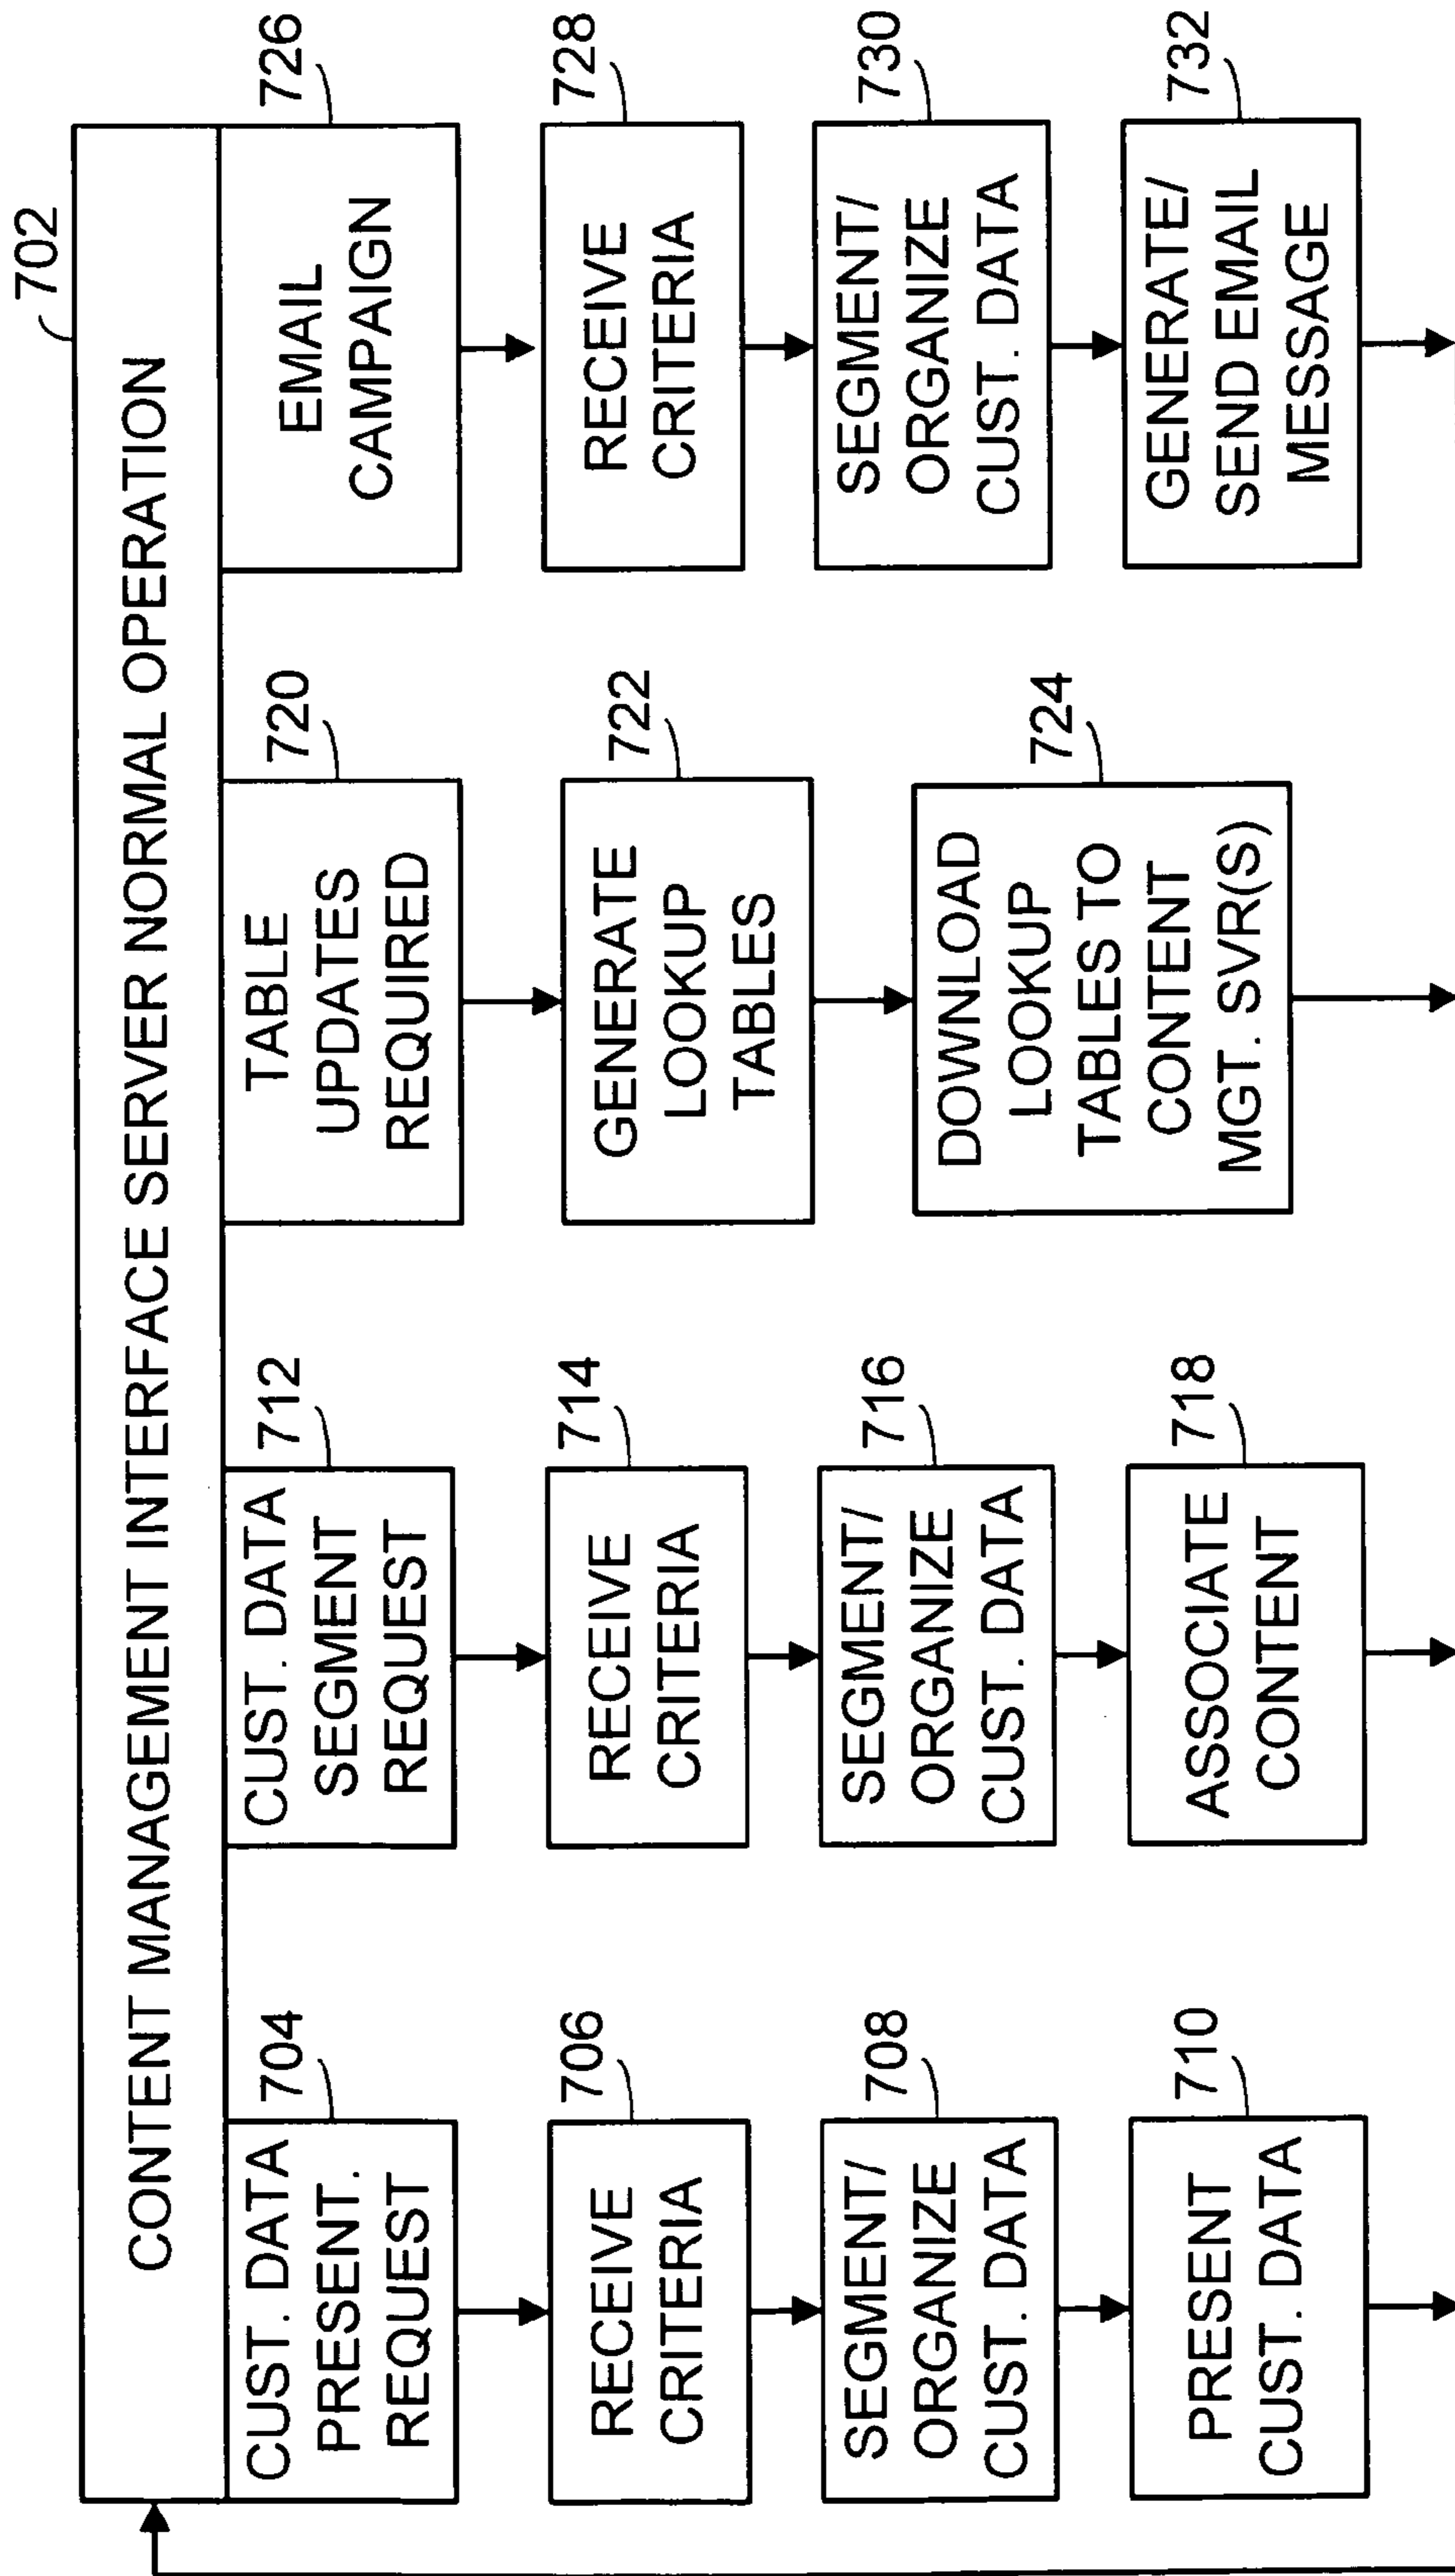 702
CONTENT MANAGEMENT INTERFACE SERVER NORMAL OPERATION
704
CUST. DATA
PRESENT.
REQUEST
706
RECEIVE
CRITERIA
708
SEGMENT/
ORGANIZE
CUST. DATA
710
PRESENT
CUST. DATA
712
CUST. DATA
SEGMENT
REQUEST
714
RECEIVE
CRITERIA
716
SEGMENT/
ORGANIZE
CUST. DATA
718
ASSOCIATE
CONTENT
720
TABLE
UPDATES
REQUIRED
722
GENERATE
LOOKUP
TABLES
724
DOWNLOAD
LOOKUP
TABLES TO
CONTENT
MGT. SVR(S)
726
EMAIL
CAMPAIGN
728
RECEIVE
CRITERIA
730
SEGMENT/
ORGANIZE
CUST. DATA
732
GENERATE/
SEND EMAIL
MESSAGE